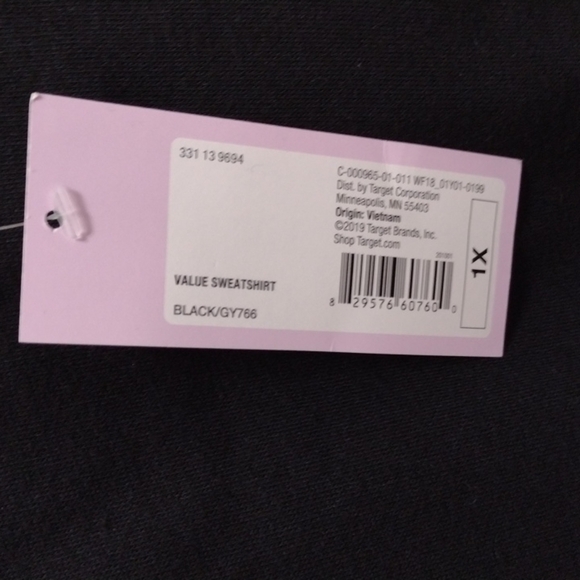 331 13 9694
C-000965-01-011 WF18_01Y01-0199
Dist. by Target Corporation
Minneapolis, MN 55403
Origin: Vietnam
©2019 Target Brands, Inc.
Shop Target.com
1X
VALUE SWEATSHIRT
BLACK/GY766
8 29576 60760 0